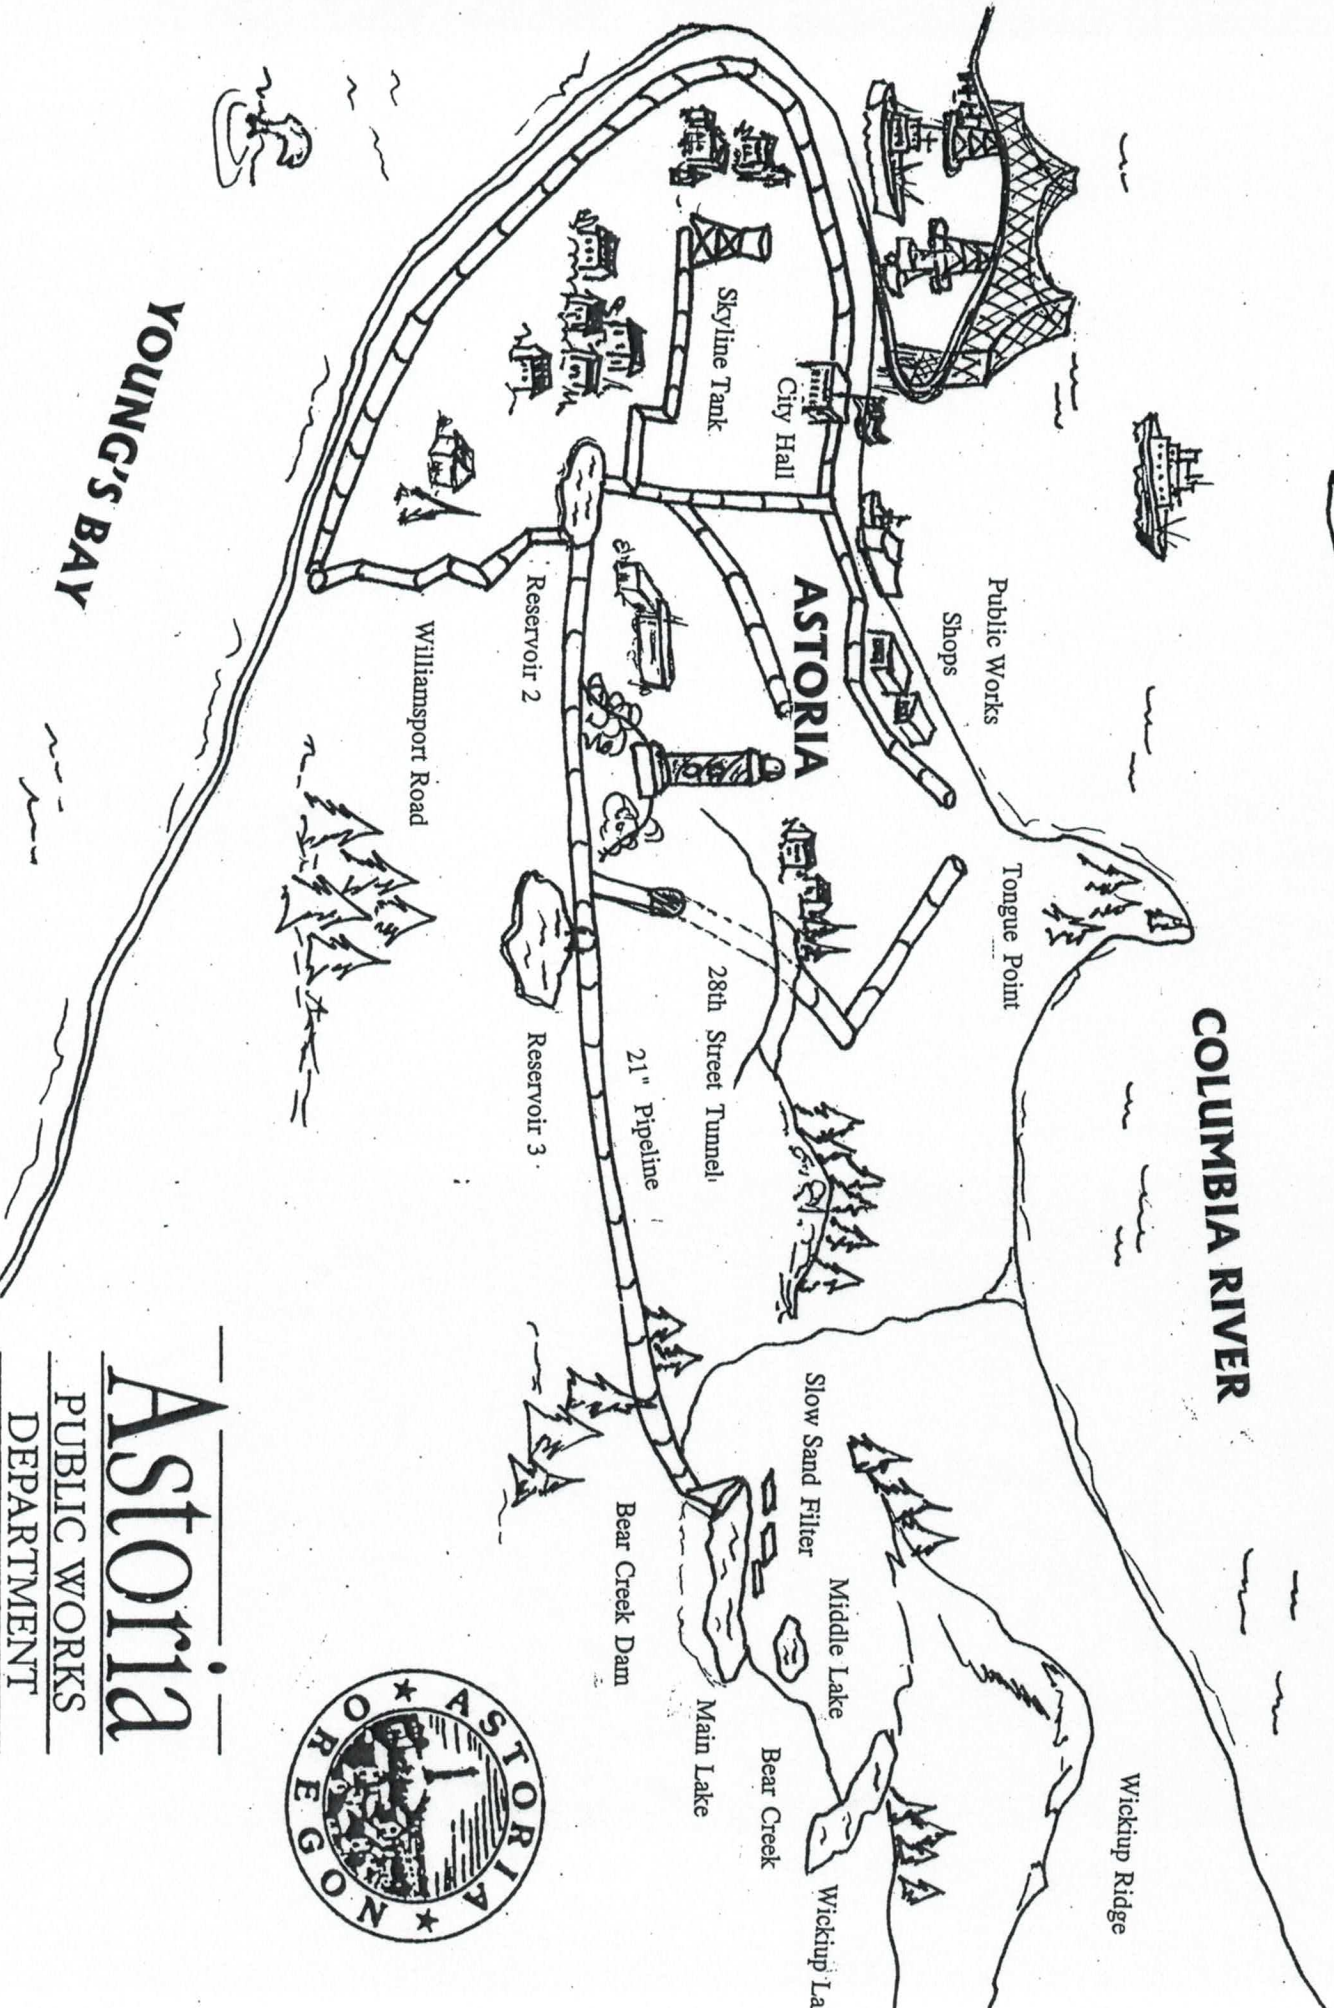 COLUMBIA RIVER
Wickiup Ridge
Public Works
Shops
Tongue Point
ASTORIA
City Hall
Skyline Tank
28th Street Tunnel
21" Pipeline
Slow Sand Filter
Middle Lake
Wickiup La
Bear Creek
Main Lake
Bear Creek Dam
Reservoir 2
Reservoir 3
Williamsport Road
YOUNG'S BAY
ASTORIA
OREGON
Astoria
PUBLIC WORKS
DEPARTMENT